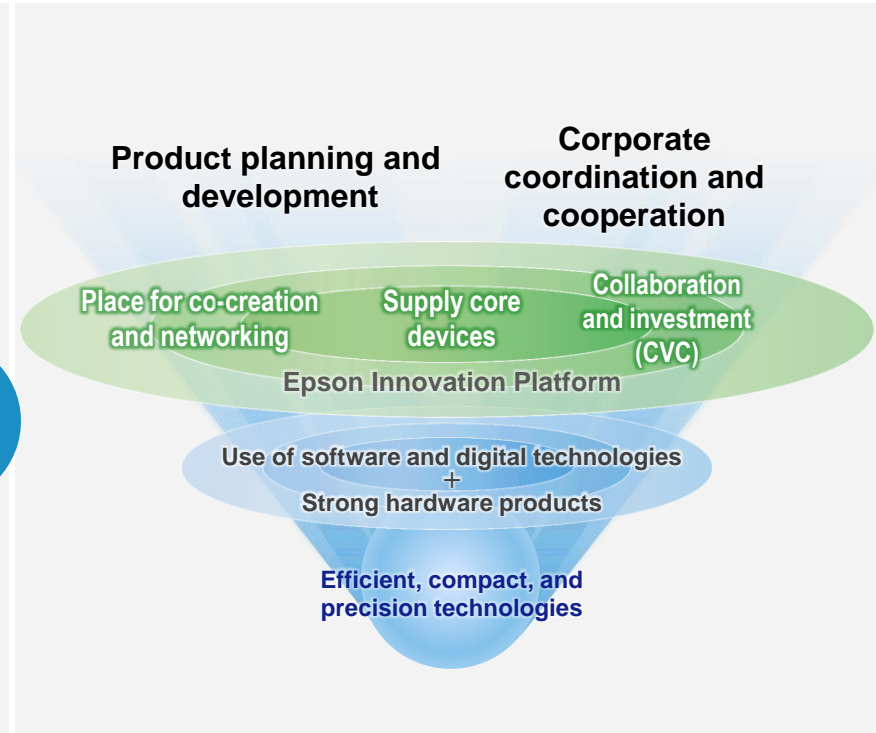 Product planning and
development
Corporate
coordination and
cooperation
Place for co-creation
and networking
Supply core
devices
Collaboration
and investment
(CVC)
Epson Innovation Platform
Use of software and digital technologies
+
Strong hardware products
Efficient, compact, and
precision technologies